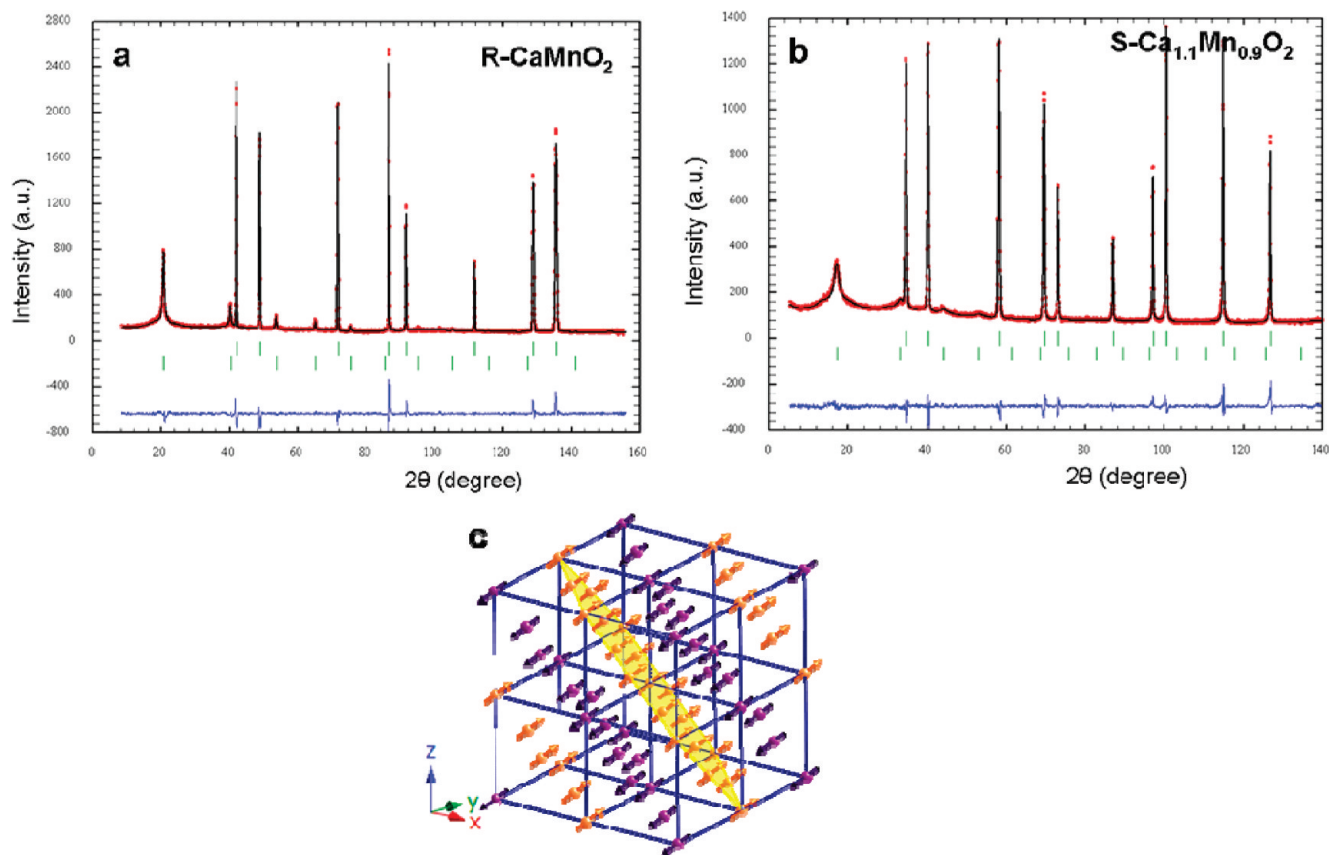 a
R-CaMnO₂
Intensity (a.u.)
2800
2400
2000
1600
1200
800
400
0
-400
-800
0 20 40 60 80 100 120 140 160
2θ (degree)
b
S-Ca₁.₁Mn₀.₉O₂
Intensity (a.u.)
1400
1200
1000
800
600
400
200
0
-200
-400
0 20 40 60 80 100 120 140
2θ (degree)
c
Z
Y
X